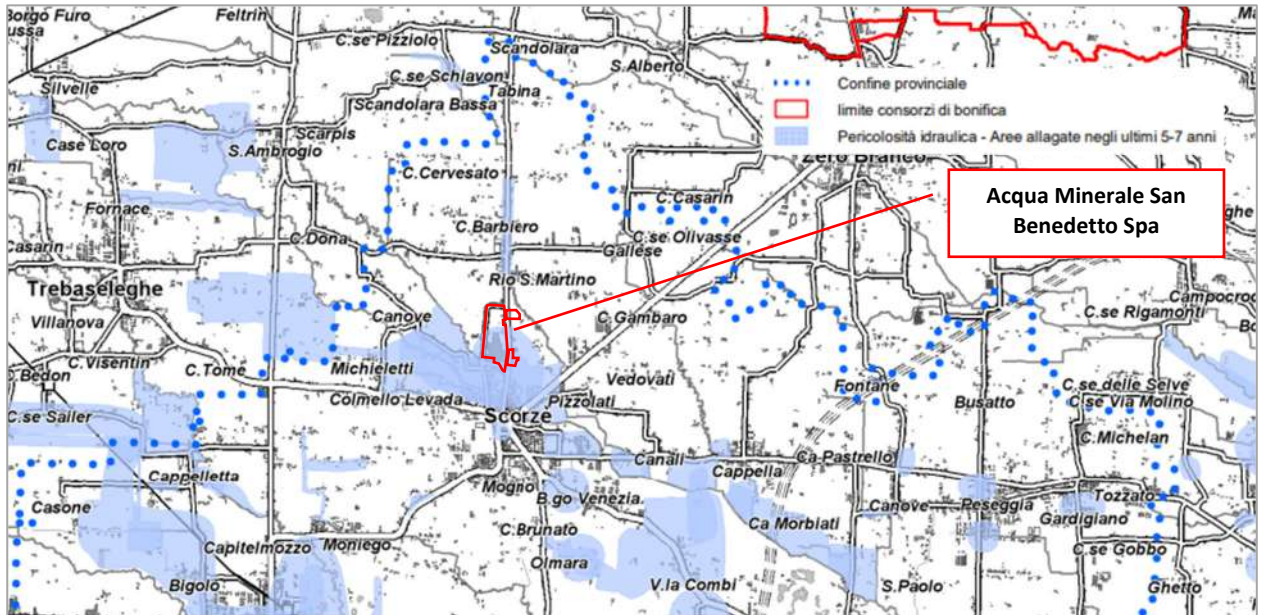 Borgo Furo
Feltrin
C.se Pizziolo
Scandolara
S.Alberto
C.se Schiavon
Silvelle
Tabina
Scandolara Bassa
Scarpis
Case Loro
S.Ambrogio
C.Cervesato
Fornace
C.Barbiero
C.Casarin
Casarin
C.Dona
C.se Olivasse
Gallese
Rio S.Martino
Trebaseleghe
Villanova
Canove
C.Gambaro
C.Visentin
Michieletti
C.Tome
Colmello Levada
Vedovati
Pizzolati
Scorzè
C.se Sailer
Cappelletta
Canali
Cappella
Mogno
B.go Venezia
Casone
C.Brunato
Capitelmozzo
Moniego
Olmara
Bigolo
V.la Combi
Ca Morbiati
Ca Pastrello
Fontane
Busatto
C.se Rigamonti
C.se delle Selve
C.se Via Molino
C.Michelan
Canove
Peseggia
Tozzato
Gardigiano
C.se Gobbo
S.Paolo
Ghetto
Zero Branco
Confine provinciale
limite consorzi di bonifica
Pericolosità idraulica - Aree allagate negli ultimi 5-7 anni
Acqua Minerale San
Benedetto Spa